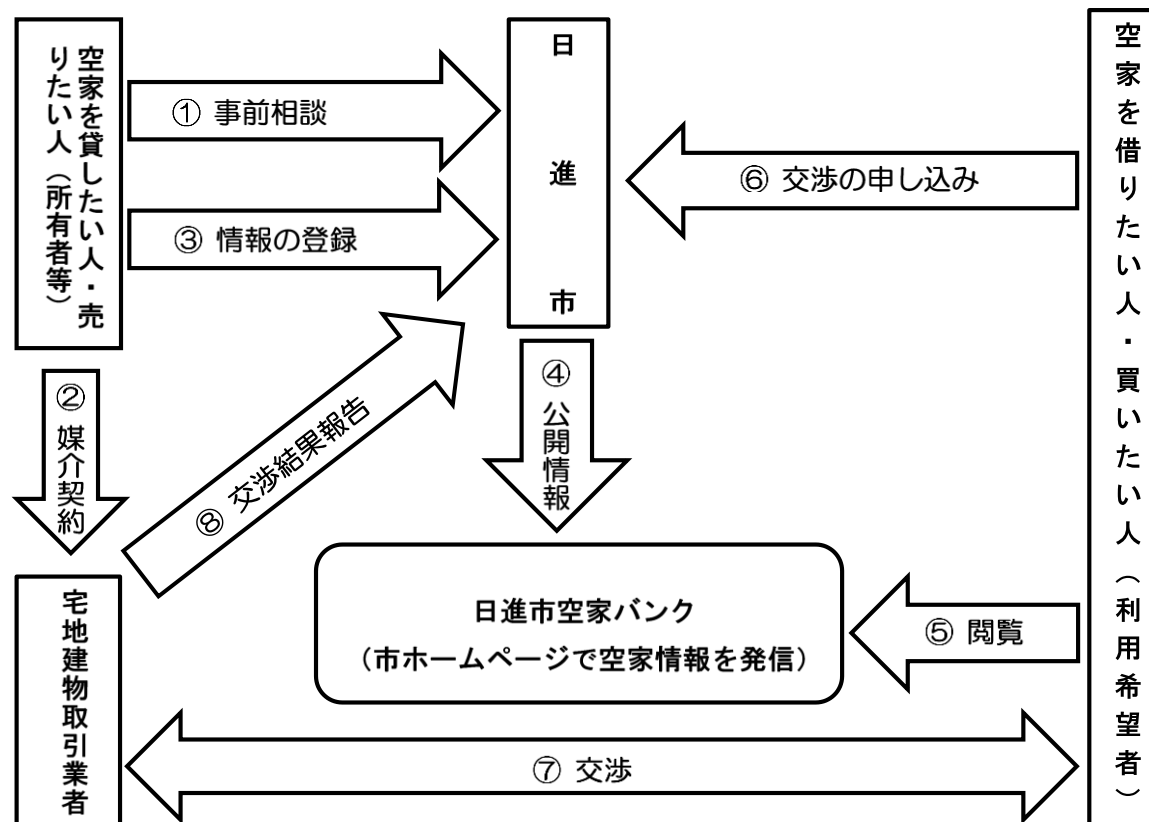 空家を貸したい人・売
りたい人（所有者等）
① 事前相談
③ 情報の登録
日進市
⑥ 交渉の申し込み
空家を借りたい人・買いたい人（利用希望者）
② 媒介契約
⑧ 交渉結果報告
④ 公開情報
日進市空家バンク
（市ホームページで空家情報を発信）
⑤ 閲覧
宅地建物取引業者
⑦ 交渉